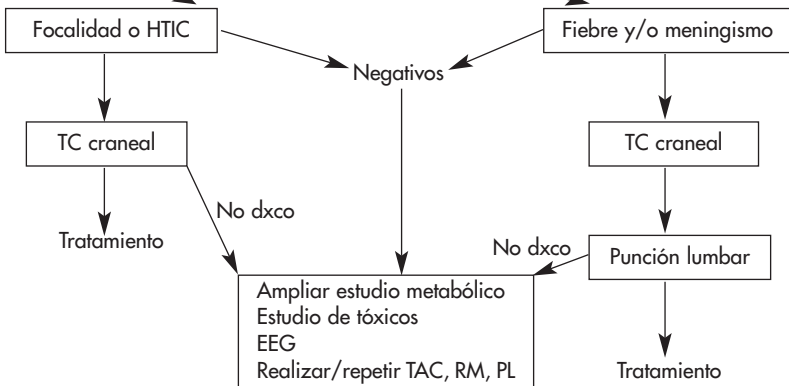 Focalidad o HTIC
Fiebre y/o meningismo
Negativos
TC craneal
TC craneal
No dxco
Tratamiento
No dxco
Punción lumbar
Ampliar estudio metabólico
Estudio de tóxicos
EEG
Realizar/repetir TAC, RM, PL
Tratamiento